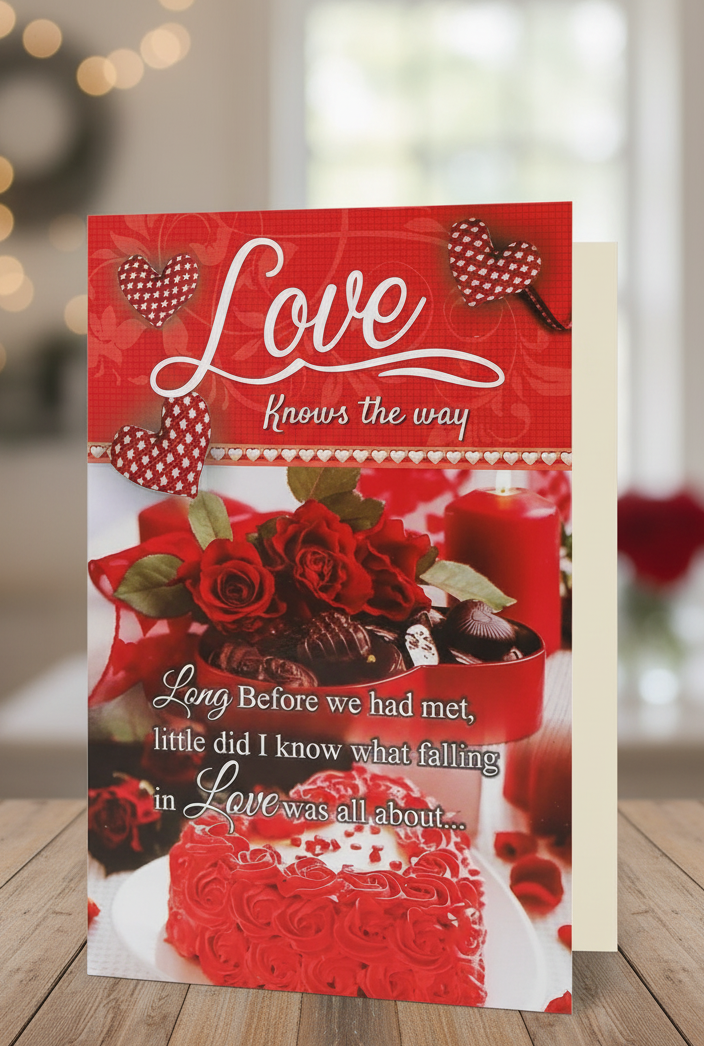 Love
Knows the way
Long Before we had met,
little did I know what falling
in Love was all about...